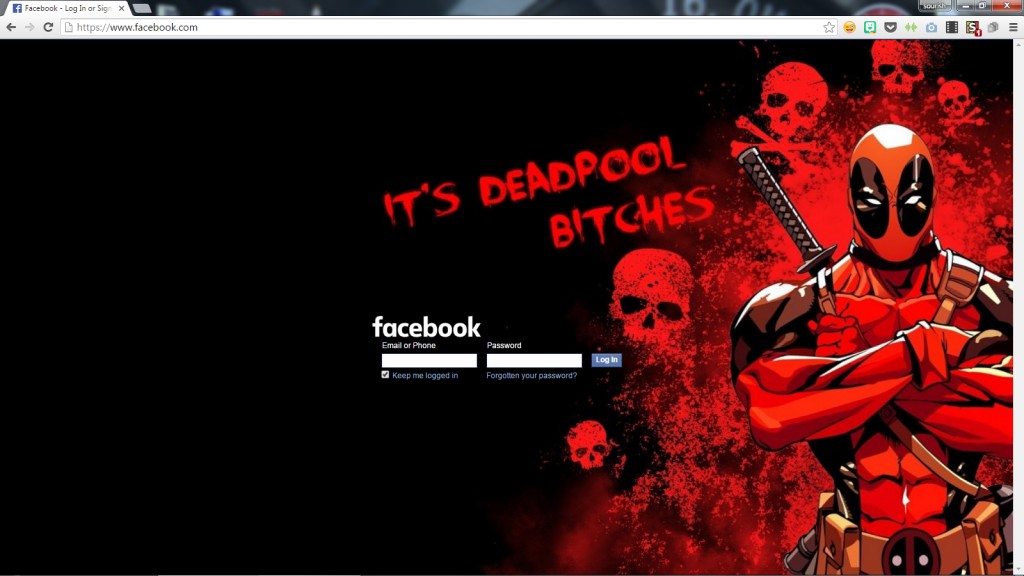 Facebook - Log In or Sign
sourish
https://www.facebook.com
IT'S DEADPOOL
BITCHES
facebook
Email or Phone
Password
Log In
Keep me logged in
Forgotten your password?